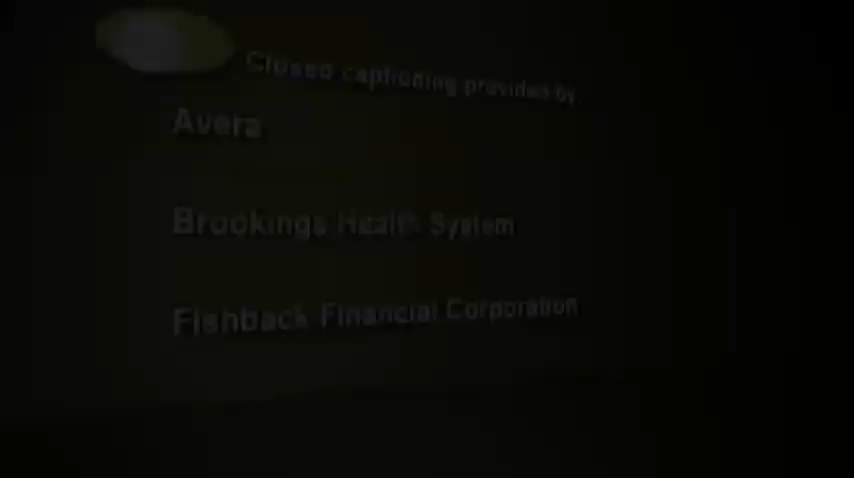 Closed captioning provided by
Avera
Brookings Health System
Fishback Financial Corporation